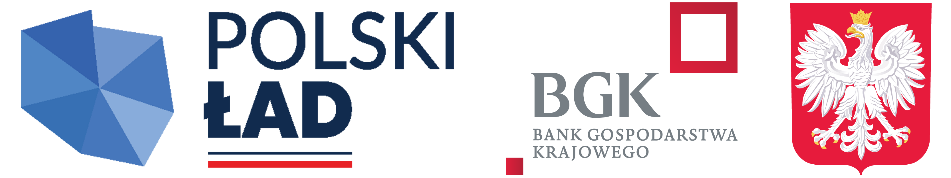 POLSKI
ŁAD
BGK
BANK GOSPODARSTWA
KRAJOWEGO